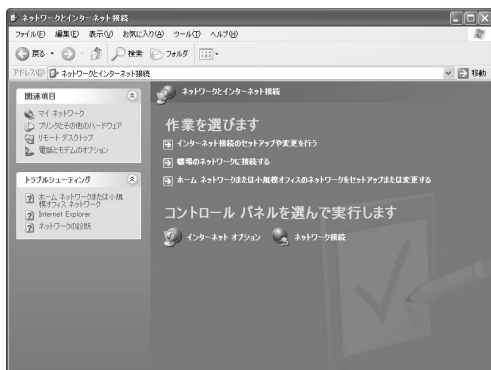 ネットワークとインターネット接続
ファイル(F) 編集(E) 表示(V) お気に入り(A) ツール(T) ヘルプ(H)
戻る 検索 フォルダ
アドレス(D) ネットワークとインターネット接続 移動
関連項目
マイ ネットワーク
プリンタとその他のハードウェア
リモート デスクトップ
電話とモデムのオプション
トラブルシューティング
ホーム ネットワークまたは小規
模オフィス ネットワーク
Internet Explorer
ネットワークの診断
ネットワークとインターネット接続
作業を選びます
インターネット接続のセットアップや変更を行う
職場のネットワークに接続する
ホーム ネットワークまたは小規模オフィスのネットワークをセットアップまたは変更する
コントロール パネルを選んで実行します
インターネット オプション ネットワーク接続